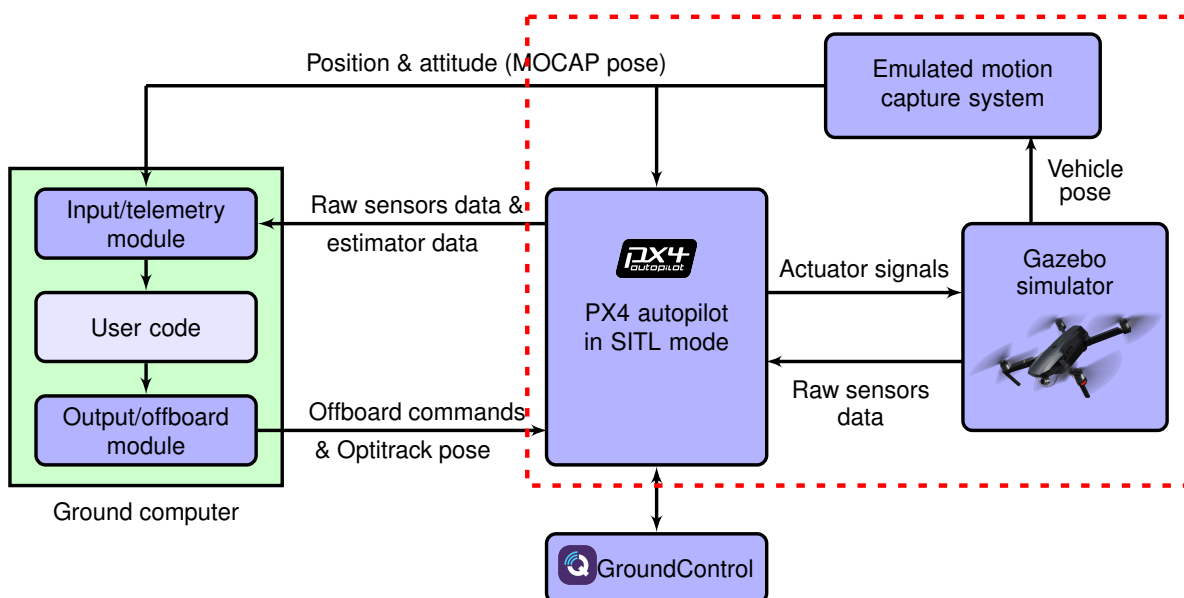 Position & attitude (MOCAP pose)
Emulated motion
capture system
Vehicle
pose
Input/telemetry
module
Raw sensors data &
estimator data
px4
autopilot
PX4 autopilot
in SITL mode
Actuator signals
Gazebo
simulator
User code
Raw sensors
data
Output/offboard
module
Offboard commands
& Optitrack pose
Ground computer
Q
GroundControl